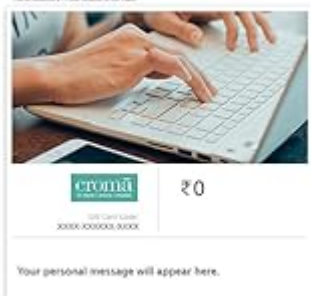 croma
₹0
Gift Card Code:
XXXX-XXXXXX-XXXX
Your personal message will appear here.